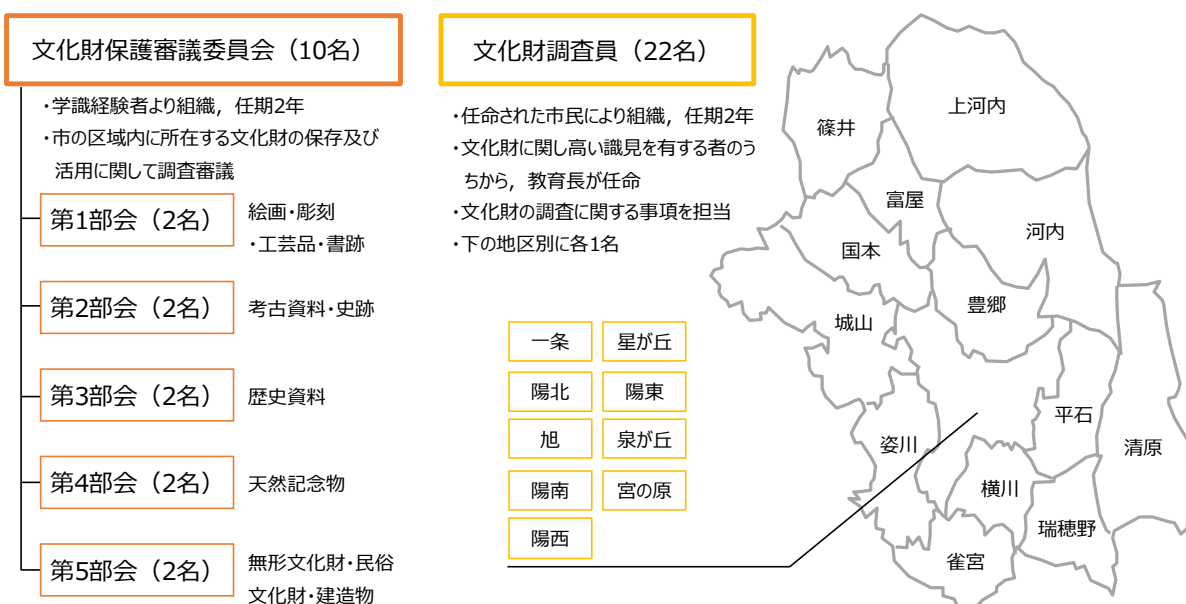 文化財保護審議委員会（10名）
・学識経験者より組織，任期2年
・市の区域内に所在する文化財の保存及び
活用に関して調査審議
第1部会（2名）
絵画・彫刻
・工芸品・書跡
第2部会（2名）
考古資料・史跡
第3部会（2名）
歴史資料
第4部会（2名）
天然記念物
第5部会（2名）
無形文化財・民俗
文化財・建造物
文化財調査員（22名）
・任命された市民により組織，任期2年
・文化財に関し高い識見を有する者のう
ちから，教育長が任命
・文化財の調査に関する事項を担当
・下の地区別に各1名
一条
星が丘
陽北
陽東
旭
泉が丘
陽南
宮の原
陽西
上河内
篠井
富屋
河内
国本
豊郷
城山
平石
姿川
清原
横川
瑞穂野
雀宮